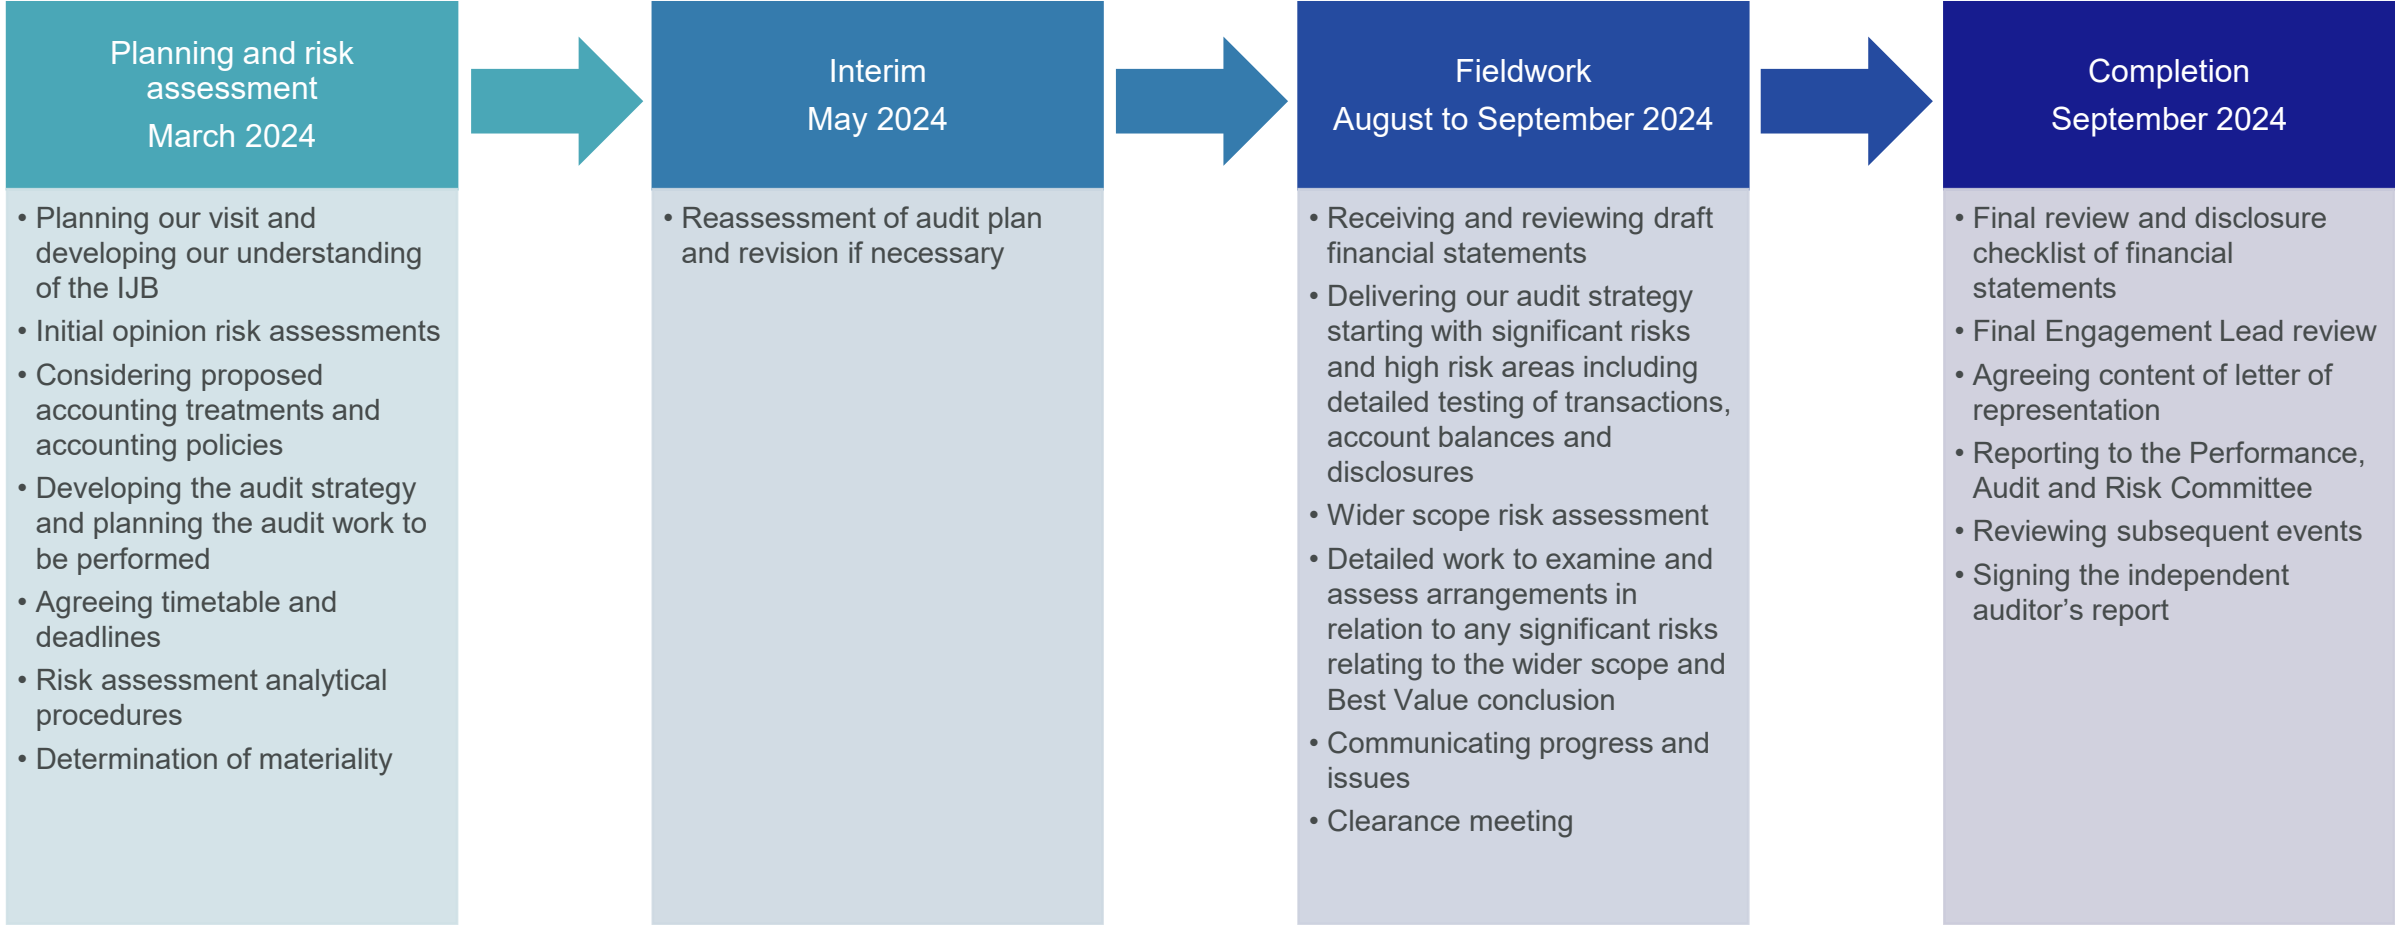 Planning and risk
assessment
March 2024
• Planning our visit and
developing our understanding
of the IJB
• Initial opinion risk assessments
• Considering proposed
accounting treatments and
accounting policies
• Developing the audit strategy
and planning the audit work to
be performed
• Agreeing timetable and
deadlines
• Risk assessment analytical
procedures
• Determination of materiality
Interim
May 2024
• Reassessment of audit plan
and revision if necessary
Fieldwork
August to September 2024
• Receiving and reviewing draft
financial statements
• Delivering our audit strategy
starting with significant risks
and high risk areas including
detailed testing of transactions,
account balances and
disclosures
• Wider scope risk assessment
• Detailed work to examine and
assess arrangements in
relation to any significant risks
relating to the wider scope and
Best Value conclusion
• Communicating progress and
issues
• Clearance meeting
Completion
September 2024
• Final review and disclosure
checklist of financial
statements
• Final Engagement Lead review
• Agreeing content of letter of
representation
• Reporting to the Performance,
Audit and Risk Committee
• Reviewing subsequent events
• Signing the independent
auditor’s report